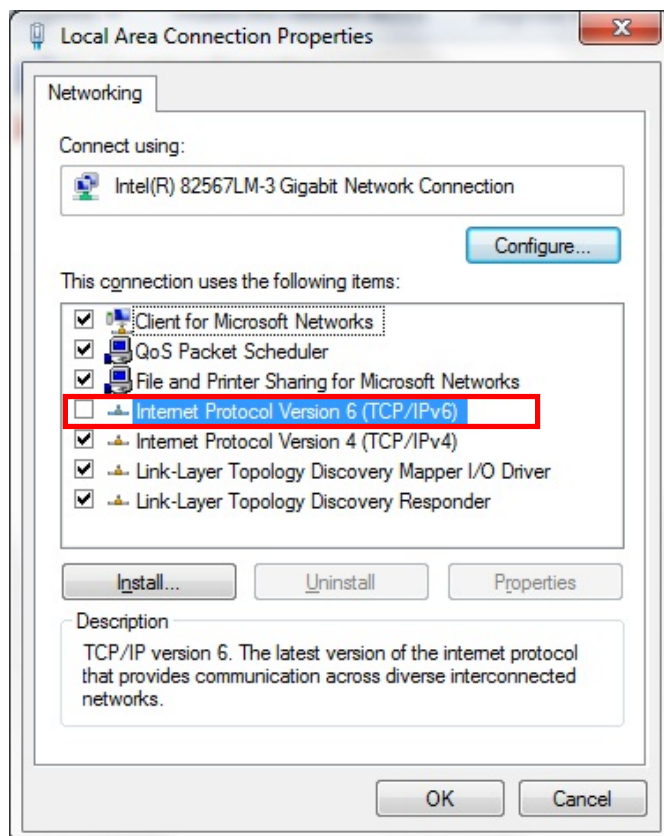 Local Area Connection Properties
Networking
Connect using:
Intel(R) 82567LM-3 Gigabit Network Connection
Configure...
This connection uses the following items:
Client for Microsoft Networks
QoS Packet Scheduler
File and Printer Sharing for Microsoft Networks
Internet Protocol Version 6 (TCP/IPv6)
Internet Protocol Version 4 (TCP/IPv4)
Link-Layer Topology Discovery Mapper I/O Driver
Link-Layer Topology Discovery Responder
Install... Uninstall Properties
Description
TCP/IP version 6. The latest version of the internet protocol
that provides communication across diverse interconnected
networks.
OK Cancel